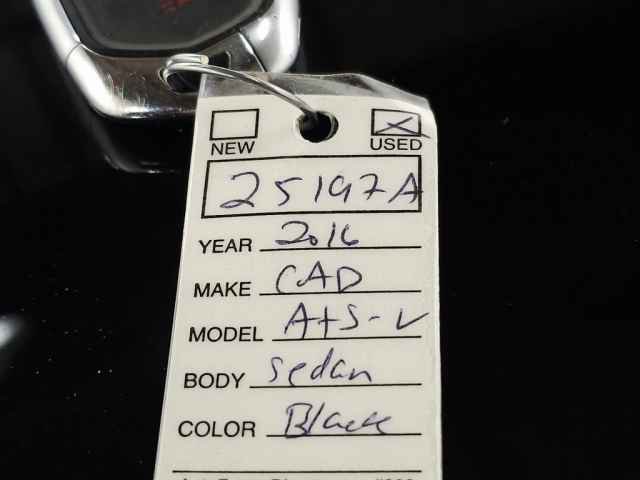 NEW USED
25197A
YEAR 2016
MAKE CAD
MODEL AtS-V
BODY Sedan
COLOR Black